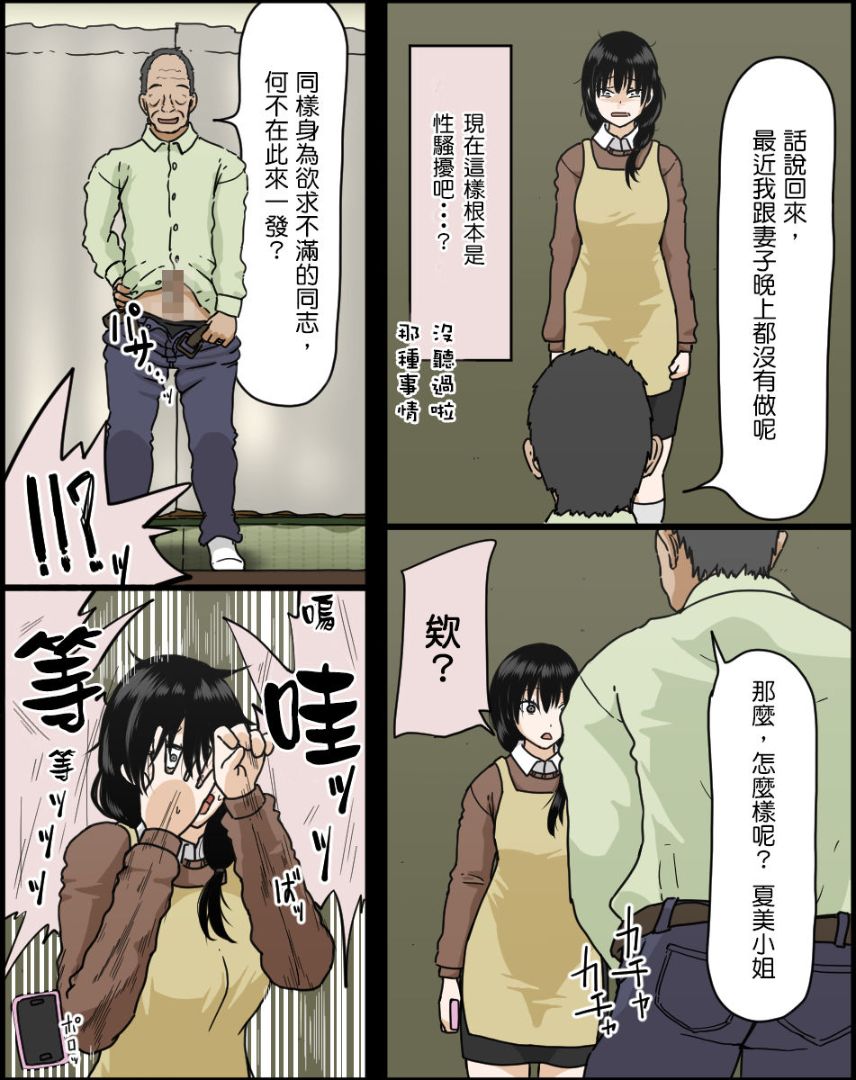 話說回來，
最近我跟妻子晚上都沒有做呢
現在這樣根本是
性騷擾吧・・・？
沒聽過啦
那種事情
欸？
那麼，怎麼樣呢？ 夏美小姐
カチャ
カチャ
同樣身為欲求不滿的同志，
何不在此來一發？
パサ…ッ
!!!?ッ
嗚
哇ッッ
等
等ッッッ
ばッ
ポロッ